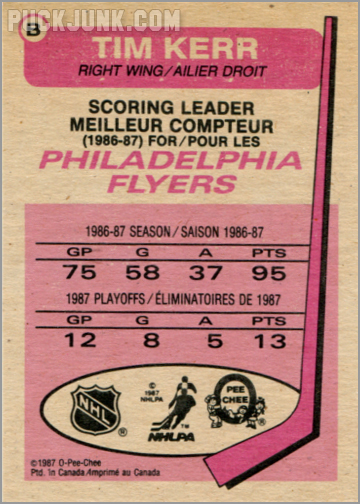 PUCKJUNK.COM
B
TIM KERR
RIGHT WING/AILIER DROIT
SCORING LEADER
MEILLEUR COMPTEUR
(1986-87) FOR/POUR LES
PHILADELPHIA
FLYERS
1986-87 SEASON/SAISON 1986-87
GP G A PTS
75 58 37 95
1987 PLAYOFFS/ÉLIMINATOIRES DE 1987
GP G A PTS
12 8 5 13
NHL
®
© 1987 NHLPA
NHLPA
™
O PEE CHEE
®
©1987 O-Pee-Chee
Ptd. in Canada/Imprimé au Canada.